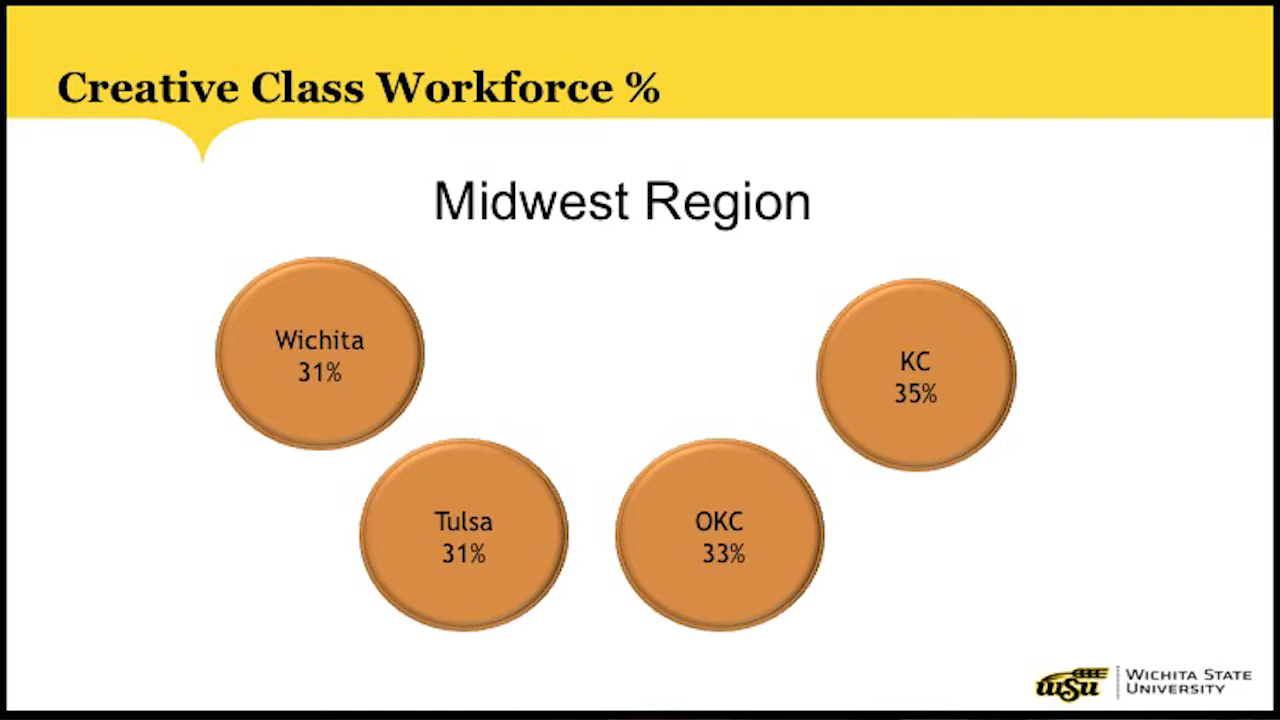 Creative Class Workforce %
Midwest Region
Wichita
31%
KC
35%
Tulsa
31%
OKC
33%
WSU
WICHITA STATE
UNIVERSITY